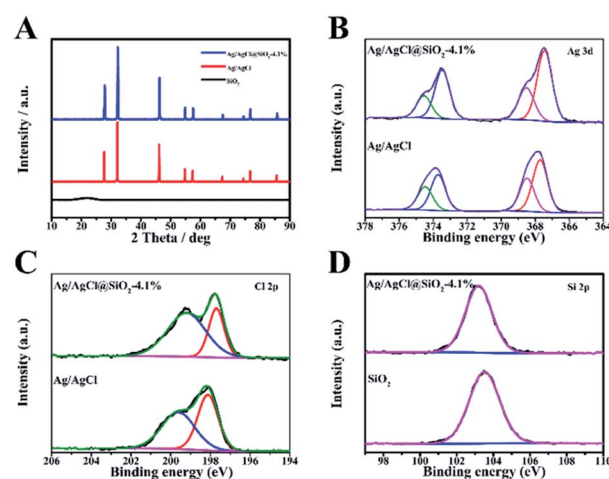 A
Intensity / a.u.
Ag/AgCl@SiO2-4.1%
Ag/AgCl
SiO2
10 20 30 40 50 60 70 80 90
2 Theta / deg
B
Intensity (a.u.)
Ag/AgCl@SiO2-4.1%
Ag 3d
Ag/AgCl
378 376 374 372 370 368 366 364
Binding energy (eV)
C
Intensity (a.u.)
Ag/AgCl@SiO2-4.1%
Cl 2p
Ag/AgCl
206 204 202 200 198 196 194
Binding energy (eV)
D
Intensity (a.u.)
Ag/AgCl@SiO2-4.1%
Si 2p
SiO2
98 100 102 104 106 108 110
Binding energy (eV)